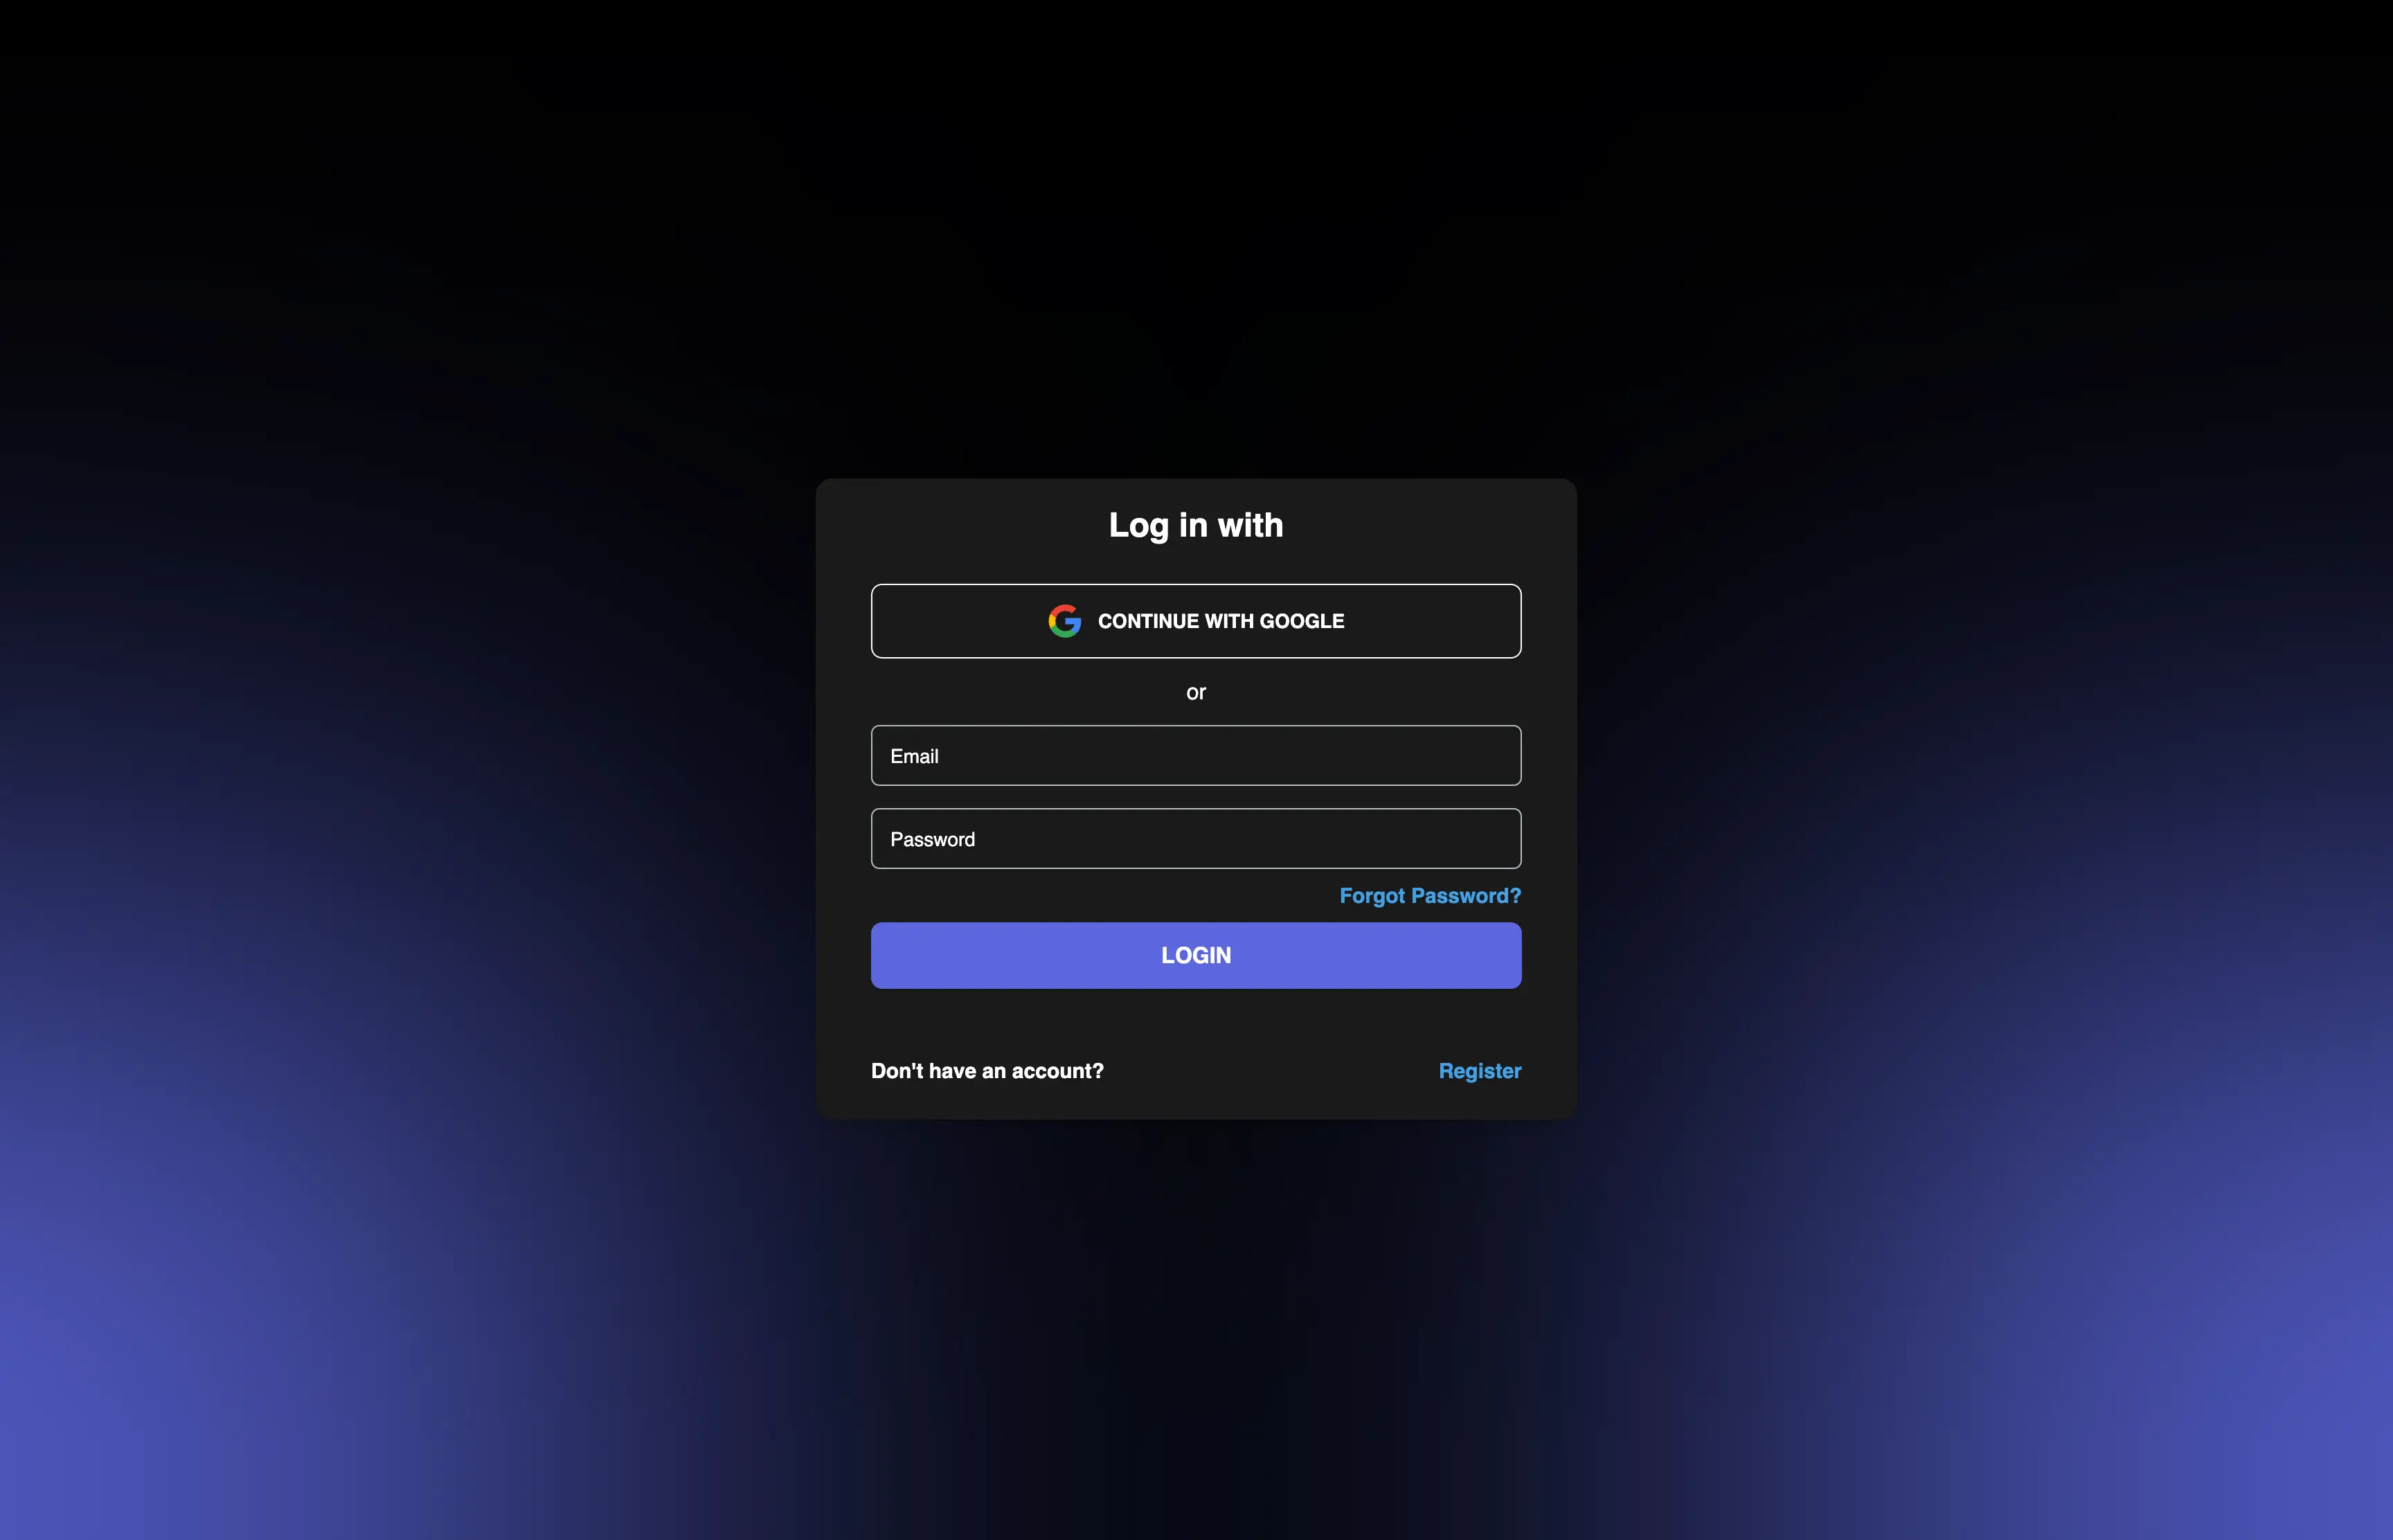 Log in with
CONTINUE WITH GOOGLE
or
Email
Password
Forgot Password?
LOGIN
Don't have an account? Register